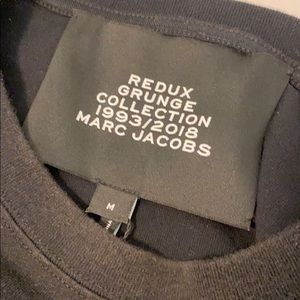 REDUX
GRUNGE
COLLECTION
1993/2018
MARC JACOBS
M